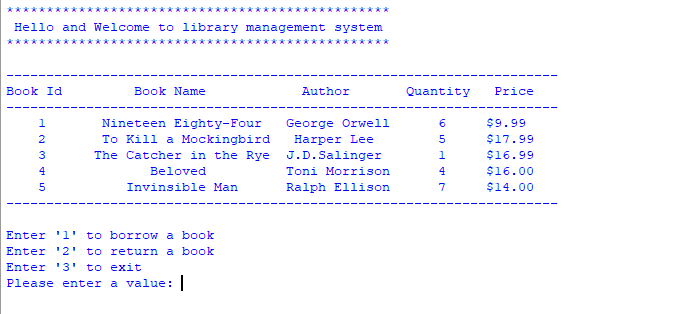 ************************************************
Hello and Welcome to library management system
************************************************
---------------------------------------------------------------------
Book Id Book Name Author Quantity Price
---------------------------------------------------------------------
1 Nineteen Eighty-Four George Orwell 6 $9.99
2 To Kill a Mockingbird Harper Lee 5 $17.99
3 The Catcher in the Rye J.D.Salinger 1 $16.99
4 Beloved Toni Morrison 4 $16.00
5 Invinsible Man Ralph Ellison 7 $14.00
---------------------------------------------------------------------
Enter '1' to borrow a book
Enter '2' to return a book
Enter '3' to exit
Please enter a value: